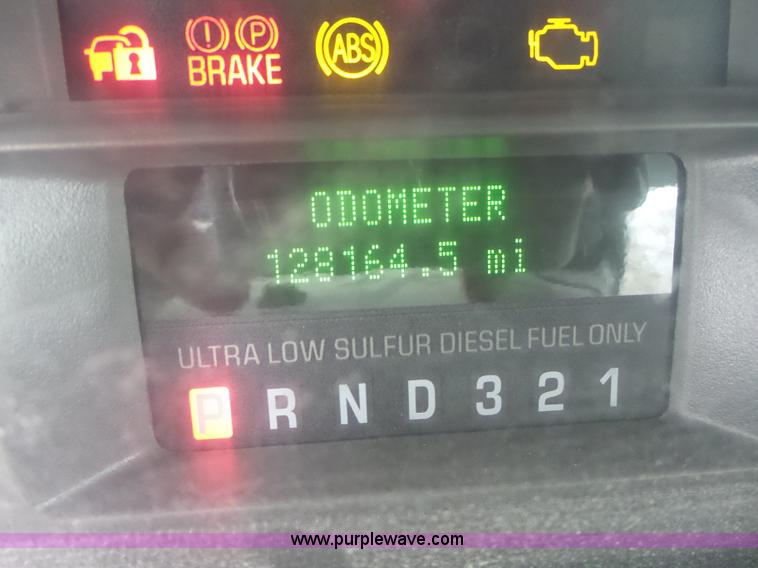 ! P
BRAKE
ABS
ODOMETER
128164.5 mi
ULTRA LOW SULFUR DIESEL FUEL ONLY
P R N D 3 2 1
www.purplewave.com